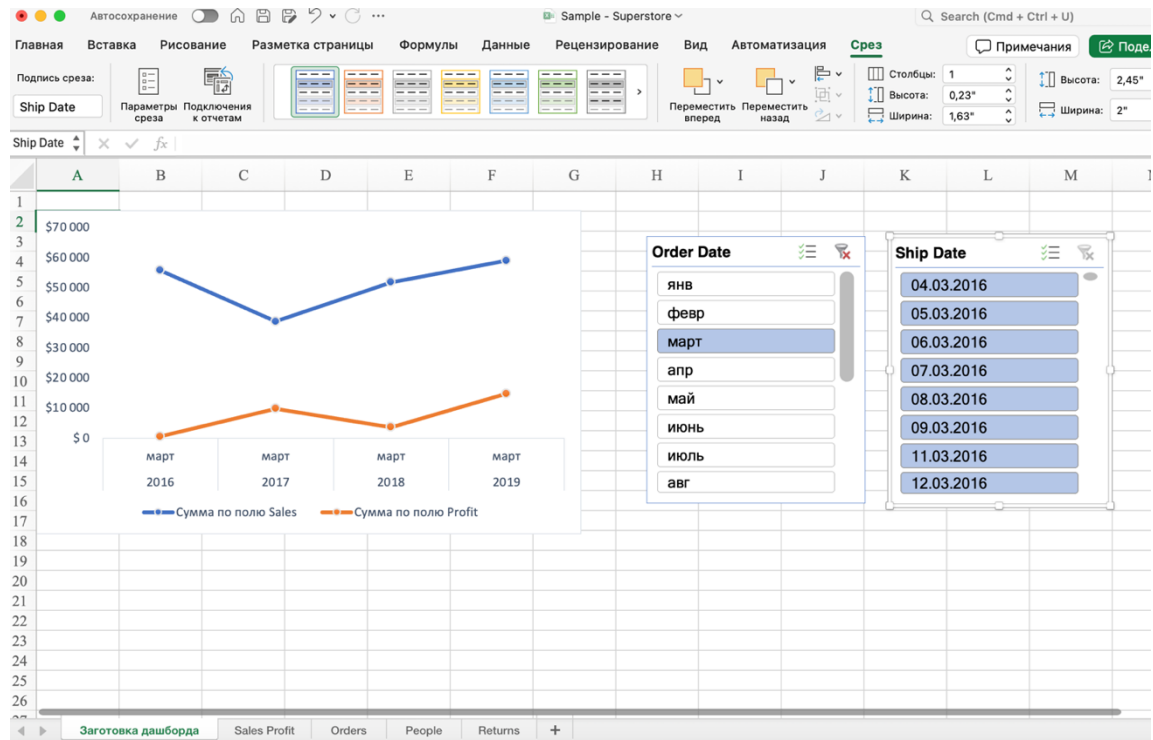 Автосохранение ··· Sample - Superstore Search (Cmd + Ctrl + U)
Главная Вставка Рисование Разметка страницы Формулы Данные Рецензирование Вид Автоматизация Срез Примечания
Подпись среза:
Ship Date
Параметры среза
Подключения к отчетам
Переместить вперед
Переместить назад
Столбцы: 1
Высота: 0,23"
Ширина: 1,63"
Высота: 2,45"
Ширина: 2"
Ship Date fx
A B C D E F G H I J K L M
1
2
3
4
5
6
7
8
9
10
11
12
13
14
15
16
17
18
19
20
21
22
23
24
25
26
$70 000
$60 000
$50 000
$40 000
$30 000
$20 000
$10 000
$ 0
март март март март
2016 2017 2018 2019
Сумма по полю Sales Сумма по полю Profit
Order Date
янв
февр
март
апр
май
июнь
июль
авг
Ship Date
04.03.2016
05.03.2016
06.03.2016
07.03.2016
08.03.2016
09.03.2016
11.03.2016
12.03.2016
Заготовка дашборда Sales Profit Orders People Returns +